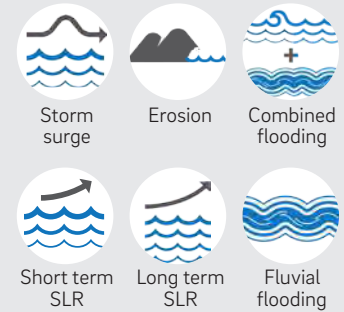 Storm
surge
Erosion
Combined
flooding
Short term
SLR
Long term
SLR
Fluvial
flooding